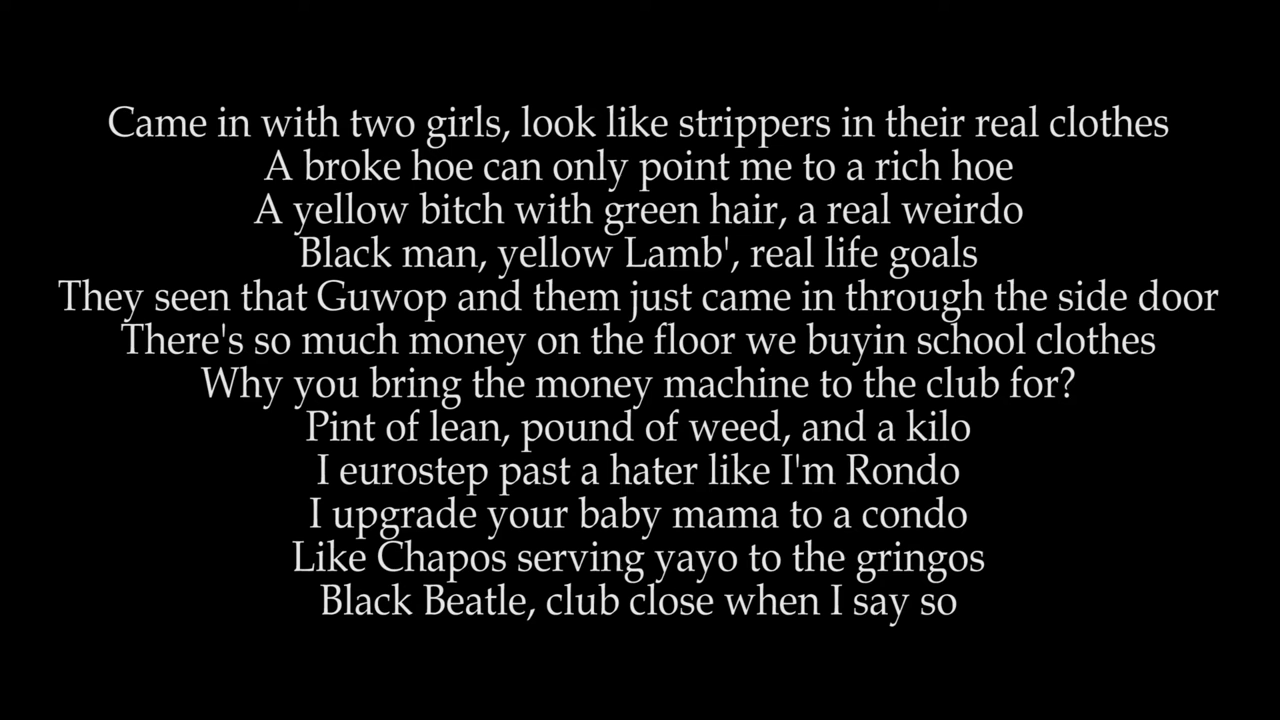 Came in with two girls, look like strippers in their real clothes
A broke hoe can only point me to a rich hoe
A yellow bitch with green hair, a real weirdo
Black man, yellow Lamb', real life goals
They seen that Guwop and them just came in through the side door
There's so much money on the floor we buyin school clothes
Why you bring the money machine to the club for?
Pint of lean, pound of weed, and a kilo
I eurostep past a hater like I'm Rondo
I upgrade your baby mama to a condo
Like Chapos serving yayo to the gringos
Black Beatle, club close when I say so